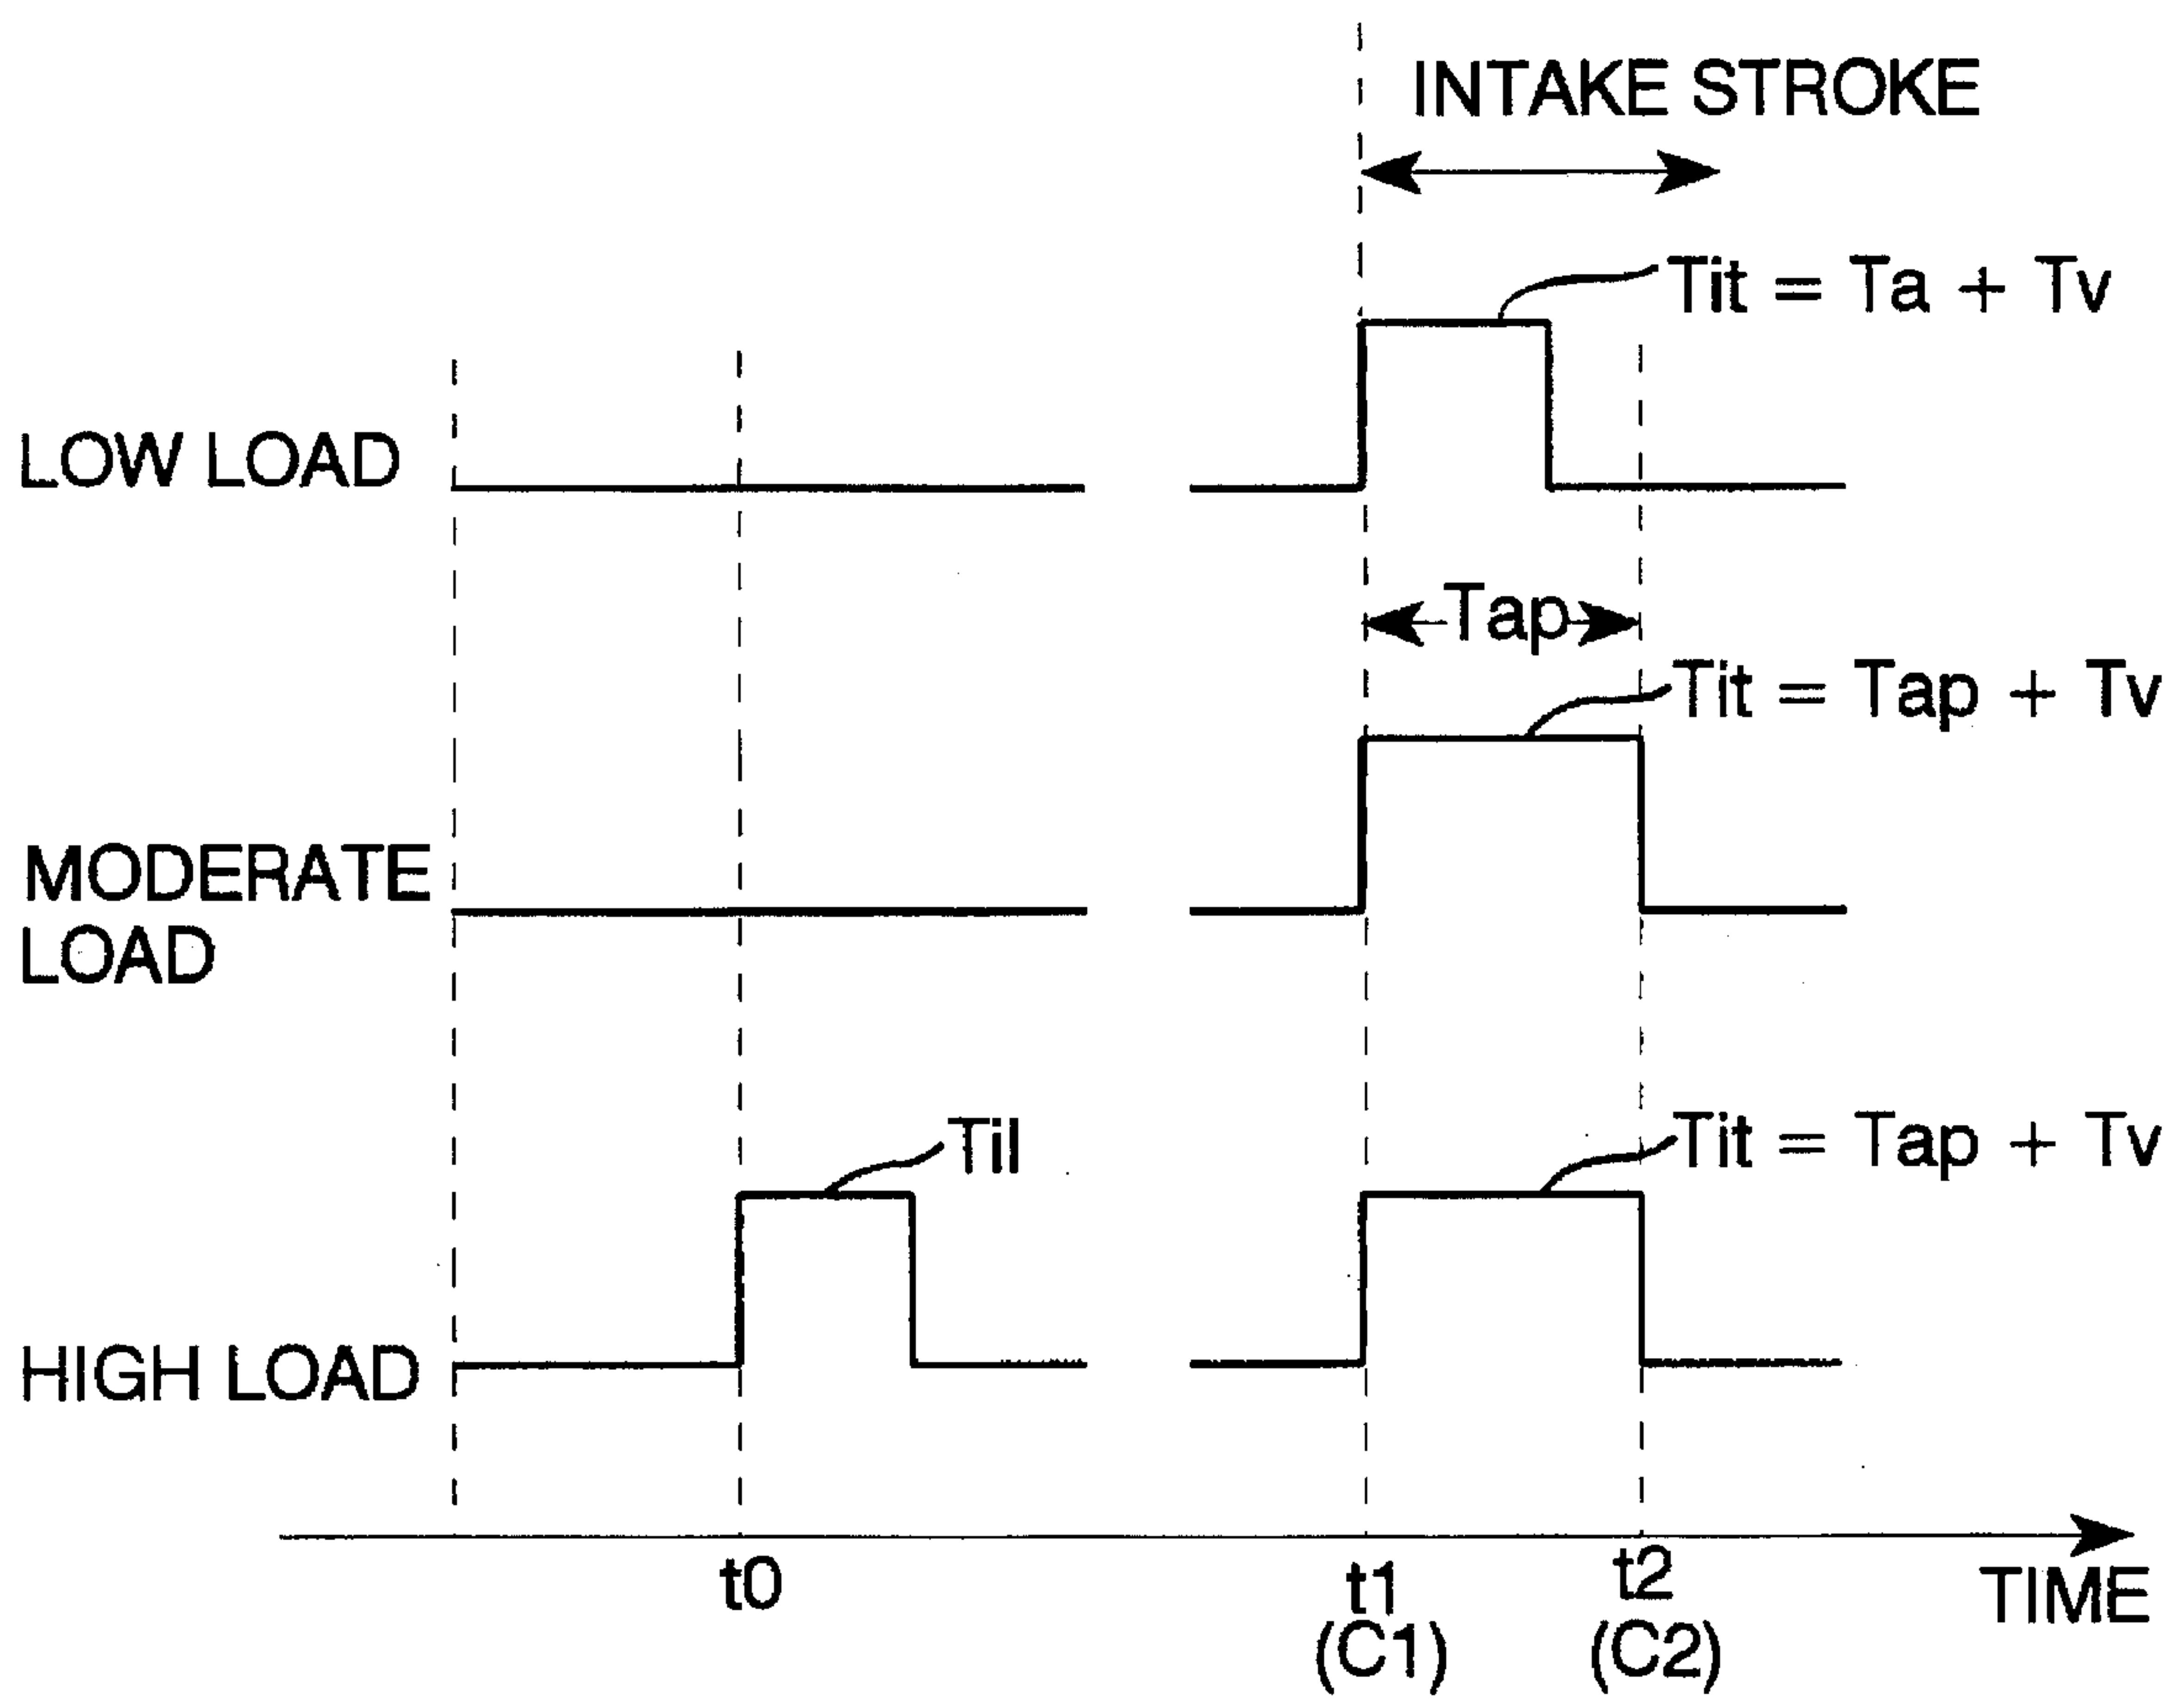 INTAKE STROKE
Tit = Ta + Tv
LOW LOAD
Tap
Tit = Tap + Tv
MODERATE
LOAD
Til
Tit = Tap + Tv
HIGH LOAD
t0
t1
t2
TIME
(C1)
(C2)